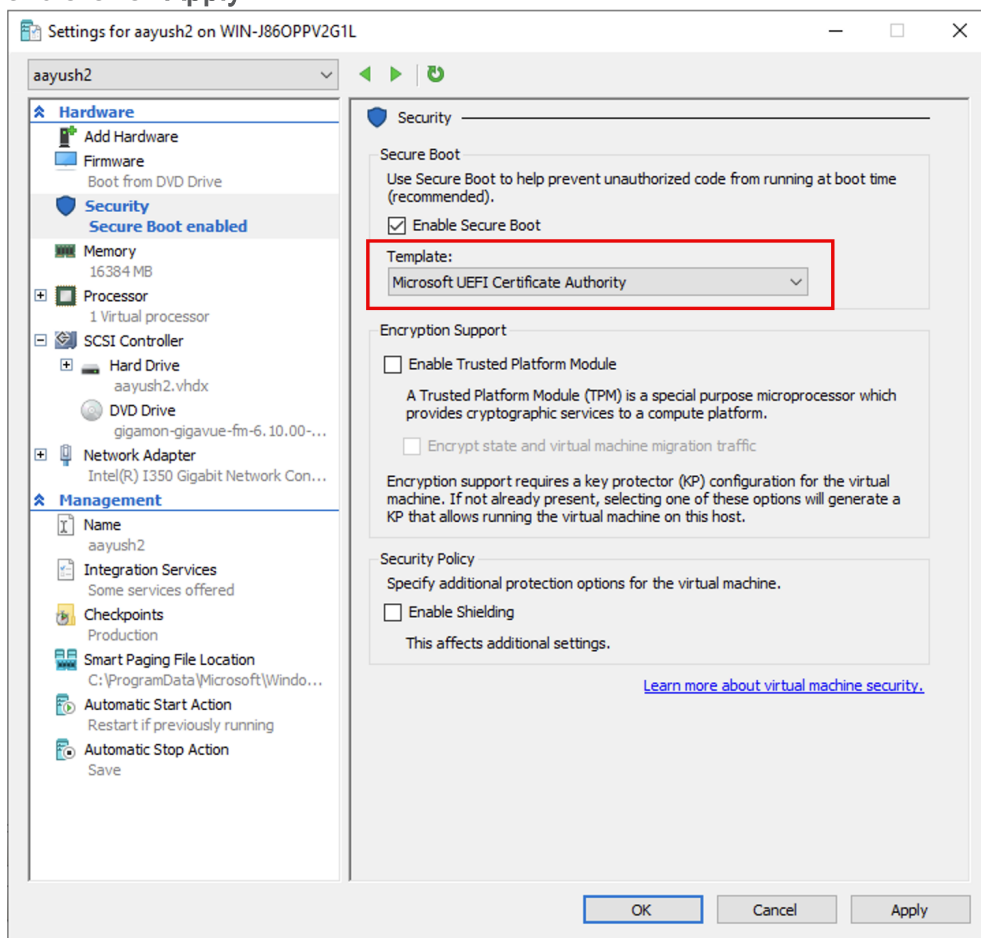 Settings for aayush2 on WIN-J86OPPV2G1L
aayush2
Hardware
Add Hardware
Firmware
Boot from DVD Drive
Security
Secure Boot enabled
Memory
16384 MB
Processor
1 Virtual processor
SCSI Controller
Hard Drive
aayush2.vhdx
DVD Drive
gigamon-gigavue-fm-6.10.00-...
Network Adapter
Intel(R) I350 Gigabit Network Con...
Management
Name
aayush2
Integration Services
Some services offered
Checkpoints
Production
Smart Paging File Location
C:\ProgramData\Microsoft\Windo...
Automatic Start Action
Restart if previously running
Automatic Stop Action
Save
Security
Secure Boot
Use Secure Boot to help prevent unauthorized code from running at boot time
(recommended).
Enable Secure Boot
Template:
Microsoft UEFI Certificate Authority
Encryption Support
Enable Trusted Platform Module
A Trusted Platform Module (TPM) is a special purpose microprocessor which
provides cryptographic services to a compute platform.
Encrypt state and virtual machine migration traffic
Encryption support requires a key protector (KP) configuration for the virtual
machine. If not already present, selecting one of these options will generate a
KP that allows running the virtual machine on this host.
Security Policy
Specify additional protection options for the virtual machine.
Enable Shielding
This affects additional settings.
Learn more about virtual machine security.
OK
Cancel
Apply